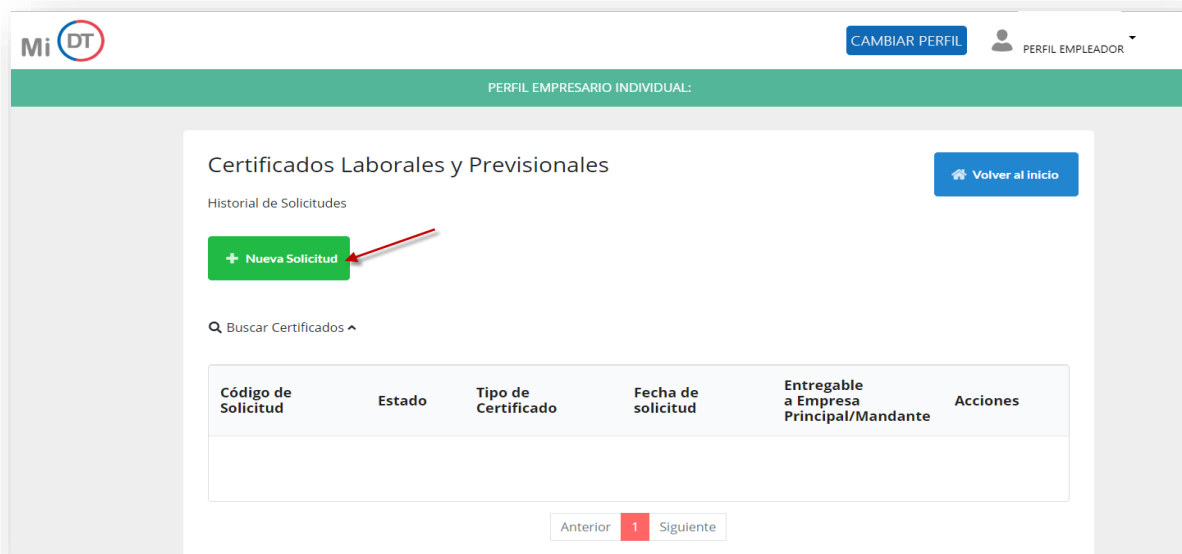 Mi DT
CAMBIAR PERFIL
PERFIL EMPLEADOR
PERFIL EMPRESARIO INDIVIDUAL:
Certificados Laborales y Previsionales
Volver al inicio
Historial de Solicitudes
+ Nueva Solicitud
Buscar Certificados
Código de
Solicitud
Estado
Tipo de
Certificado
Fecha de
solicitud
Entregable
a Empresa
Principal/Mandante
Acciones
Anterior 1 Siguiente